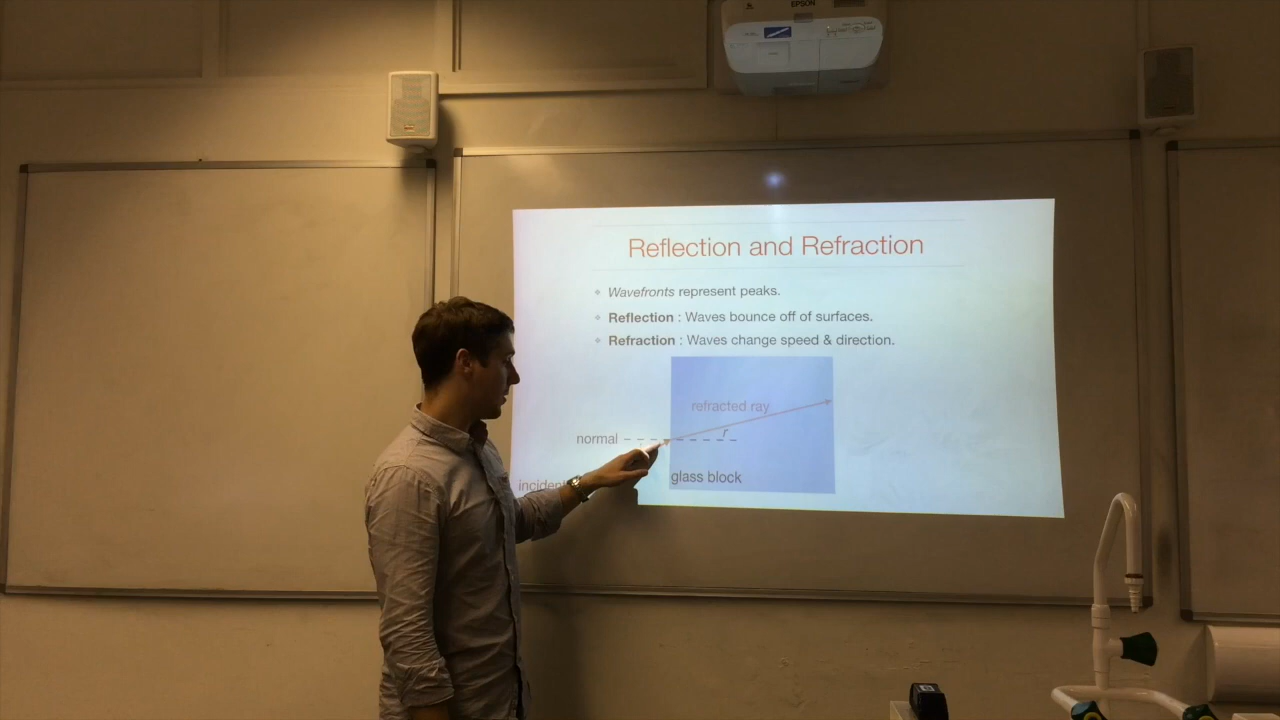 EPSON
Reflection and Refraction
Wavefronts represent peaks.
Reflection : Waves bounce off of surfaces.
Refraction : Waves change speed & direction.
refracted ray
r
normal
glass block
incident